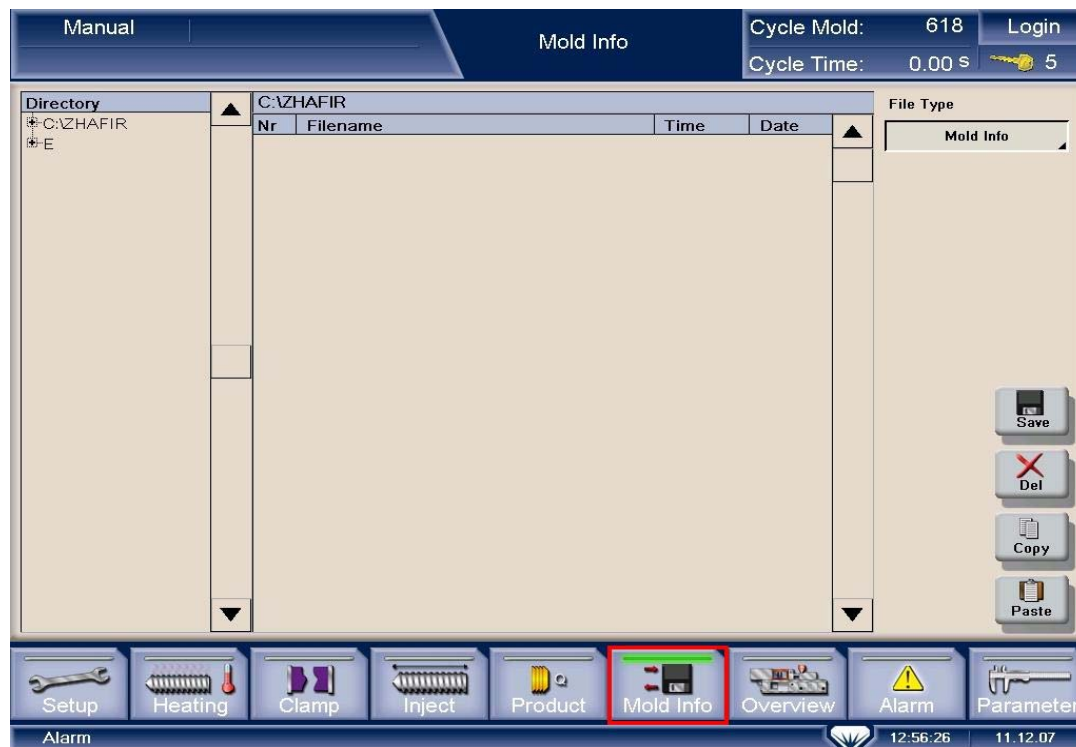 Manual
Mold Info
Cycle Mold: 618
Login
Cycle Time: 0.00 s
5
Directory
C:\ZHAFIR
E
C:\ZHAFIR
Nr Filename Time Date
File Type
Mold Info
Save
Del
Copy
Paste
Setup Heating Clamp Inject Product Mold Info Overview Alarm Parameter
Alarm 12:56:26 11.12.07